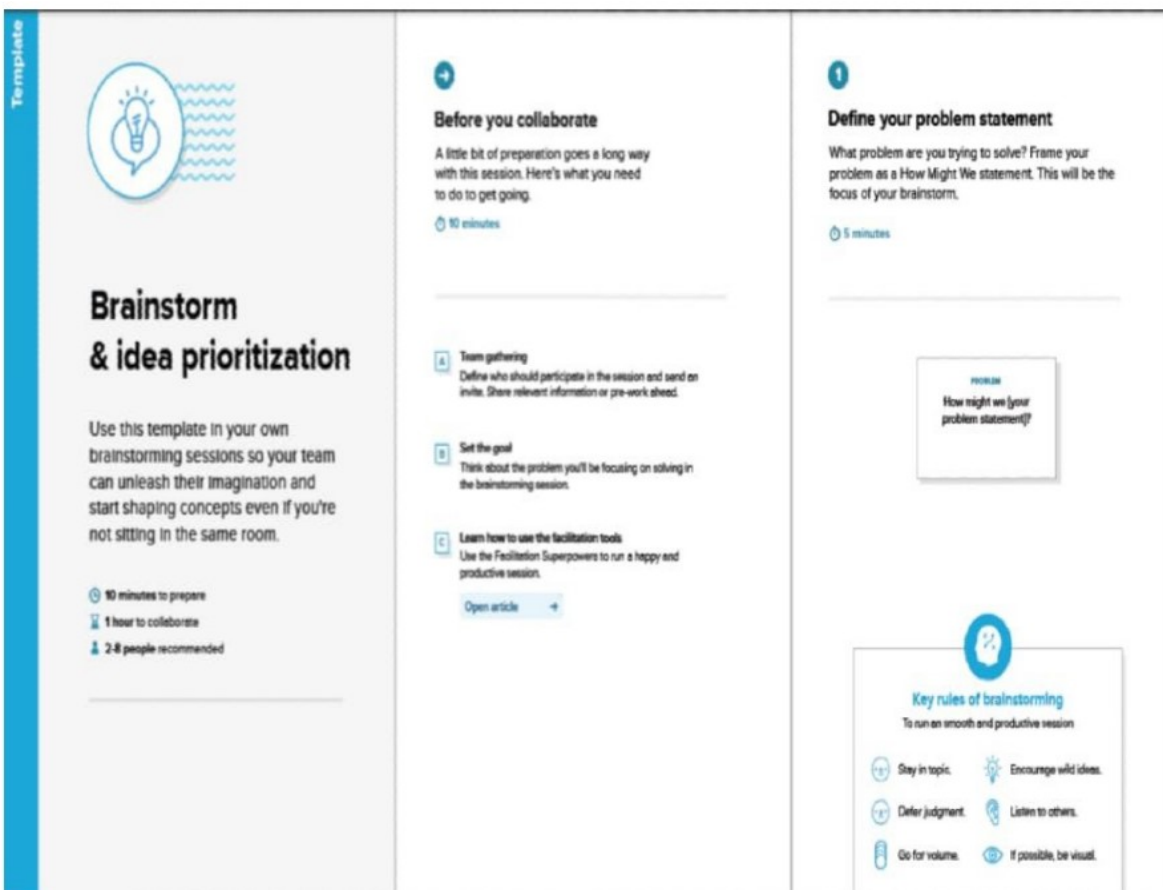 Template
Brainstorm
& idea prioritization
Use this template in your own
brainstorming sessions so your team
can unleash their imagination and
start shaping concepts even if you're
not sitting in the same room.
10 minutes to prepare
1 hour to collaborate
2-8 people recommended
Before you collaborate
A little bit of preparation goes a long way
with this session. Here's what you need
to do to get going.
10 minutes
A
Team gathering
Define who should participate in the session and send an
invite. Share relevant information or pre-work ahead.
B
Set the goal
Think about the problem you'll be focusing on solving in
the brainstorming session.
C
Learn how to use the facilitation tools
Use the Facilitation Superpowers to run a happy and
productive session.
Open article
1
Define your problem statement
What problem are you trying to solve? Frame your
problem as a How Might We statement. This will be the
focus of your brainstorm.
5 minutes
PROBLEM
How might we [your
problem statement]?
Key rules of brainstorming
To run an smooth and productive session
Stay in topic. Encourage wild ideas.
Defer judgment. Listen to others.
Go for volume. If possible, be visual.